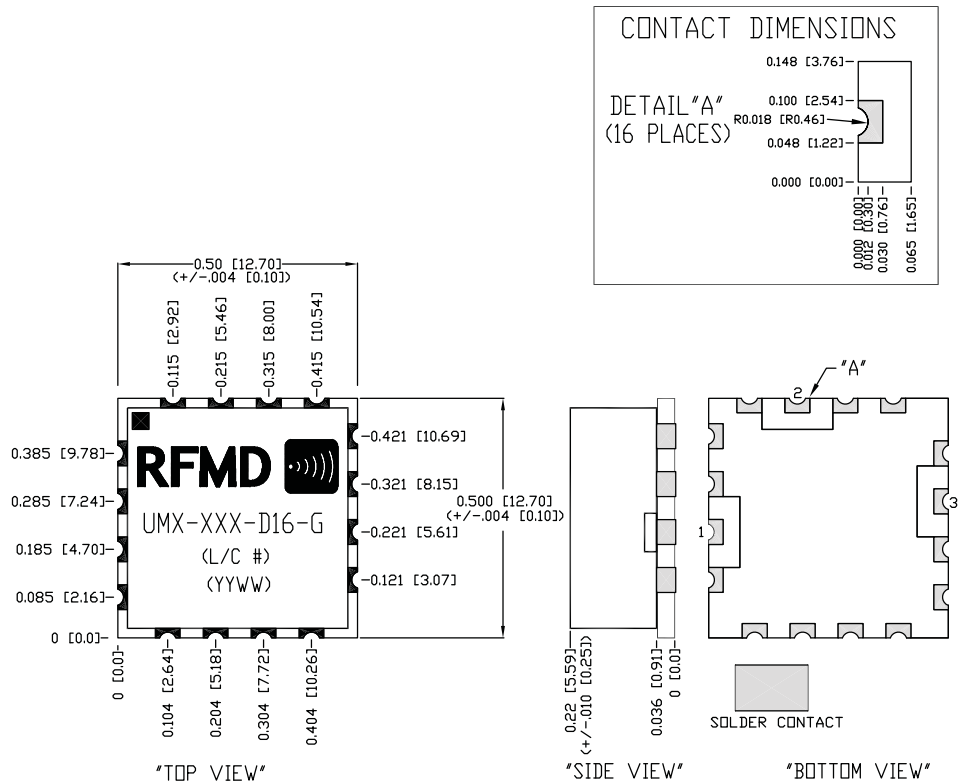 CONTACT DIMENSIONS
0.148 [3.76]
DETAIL"A"
(16 PLACES)
0.100 [2.54]
R0.018 [R0.46]
0.048 [1.22]
0.000 [0.00]
0.000 [0.00]
0.012 [0.30]
0.030 [0.76]
0.065 [1.65]
0.50 [12.70]
(+/-.004 [0.10])
0.115 [2.92]
0.215 [5.46]
0.315 [8.00]
0.415 [10.54]
0.385 [9.78]
0.285 [7.24]
0.185 [4.70]
0.085 [2.16]
0 [0.0]
RFMD
UMX-XXX-D16-G
(L/C #)
(YYWW)
0.421 [10.69]
0.321 [8.15]
0.221 [5.61]
0.121 [3.07]
0.500 [12.70]
(+/-.004 [0.10])
0 [0.0]
0.104 [2.64]
0.204 [5.18]
0.304 [7.72]
0.404 [10.26]
"TOP VIEW"
0.22 [5.59]
(+/-.010 [0.25])
0.036 [0.91]
0 [0.0]
"SIDE VIEW"
"A"
2
1
3
SOLDER CONTACT
"BOTTOM VIEW"